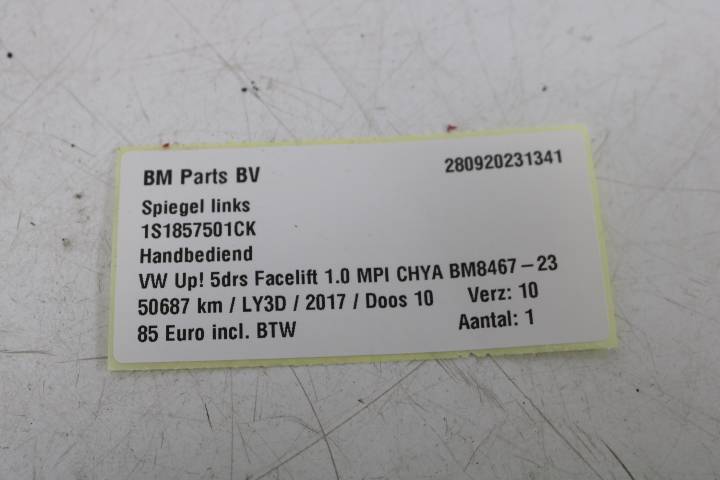 BM Parts BV 280920231341
Spiegel links
1S1857501CK
Handbediend
VW Up! 5drs Facelift 1.0 MPI CHYA BM8467-23
50687 km / LY3D / 2017 / Doos 10 Verz: 10
85 Euro incl. BTW Aantal: 1